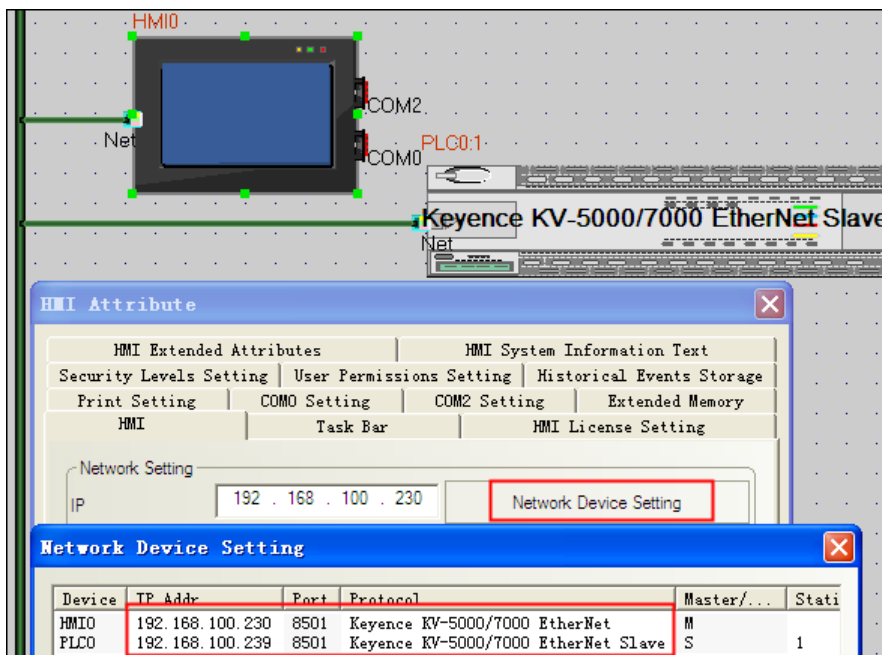 HMI0
COM2
Net
COM0
PLC0:1
Keyence KV-5000/7000 EtherNet Slave
Net
HMI Attribute
HMI Extended Attributes HMI System Information Text
Security Levels Setting User Permissions Setting Historical Events Storage
Print Setting COM0 Setting COM2 Setting Extended Memory
HMI Task Bar HMI License Setting
Network Setting
IP 192 . 168 . 100 . 230 Network Device Setting
Network Device Setting
Device IP Addr Port Protocol Master/... Stati
HMI0 192.168.100.230 8501 Keyence KV-5000/7000 EtherNet M
PLC0 192.168.100.239 8501 Keyence KV-5000/7000 EtherNet Slave S 1